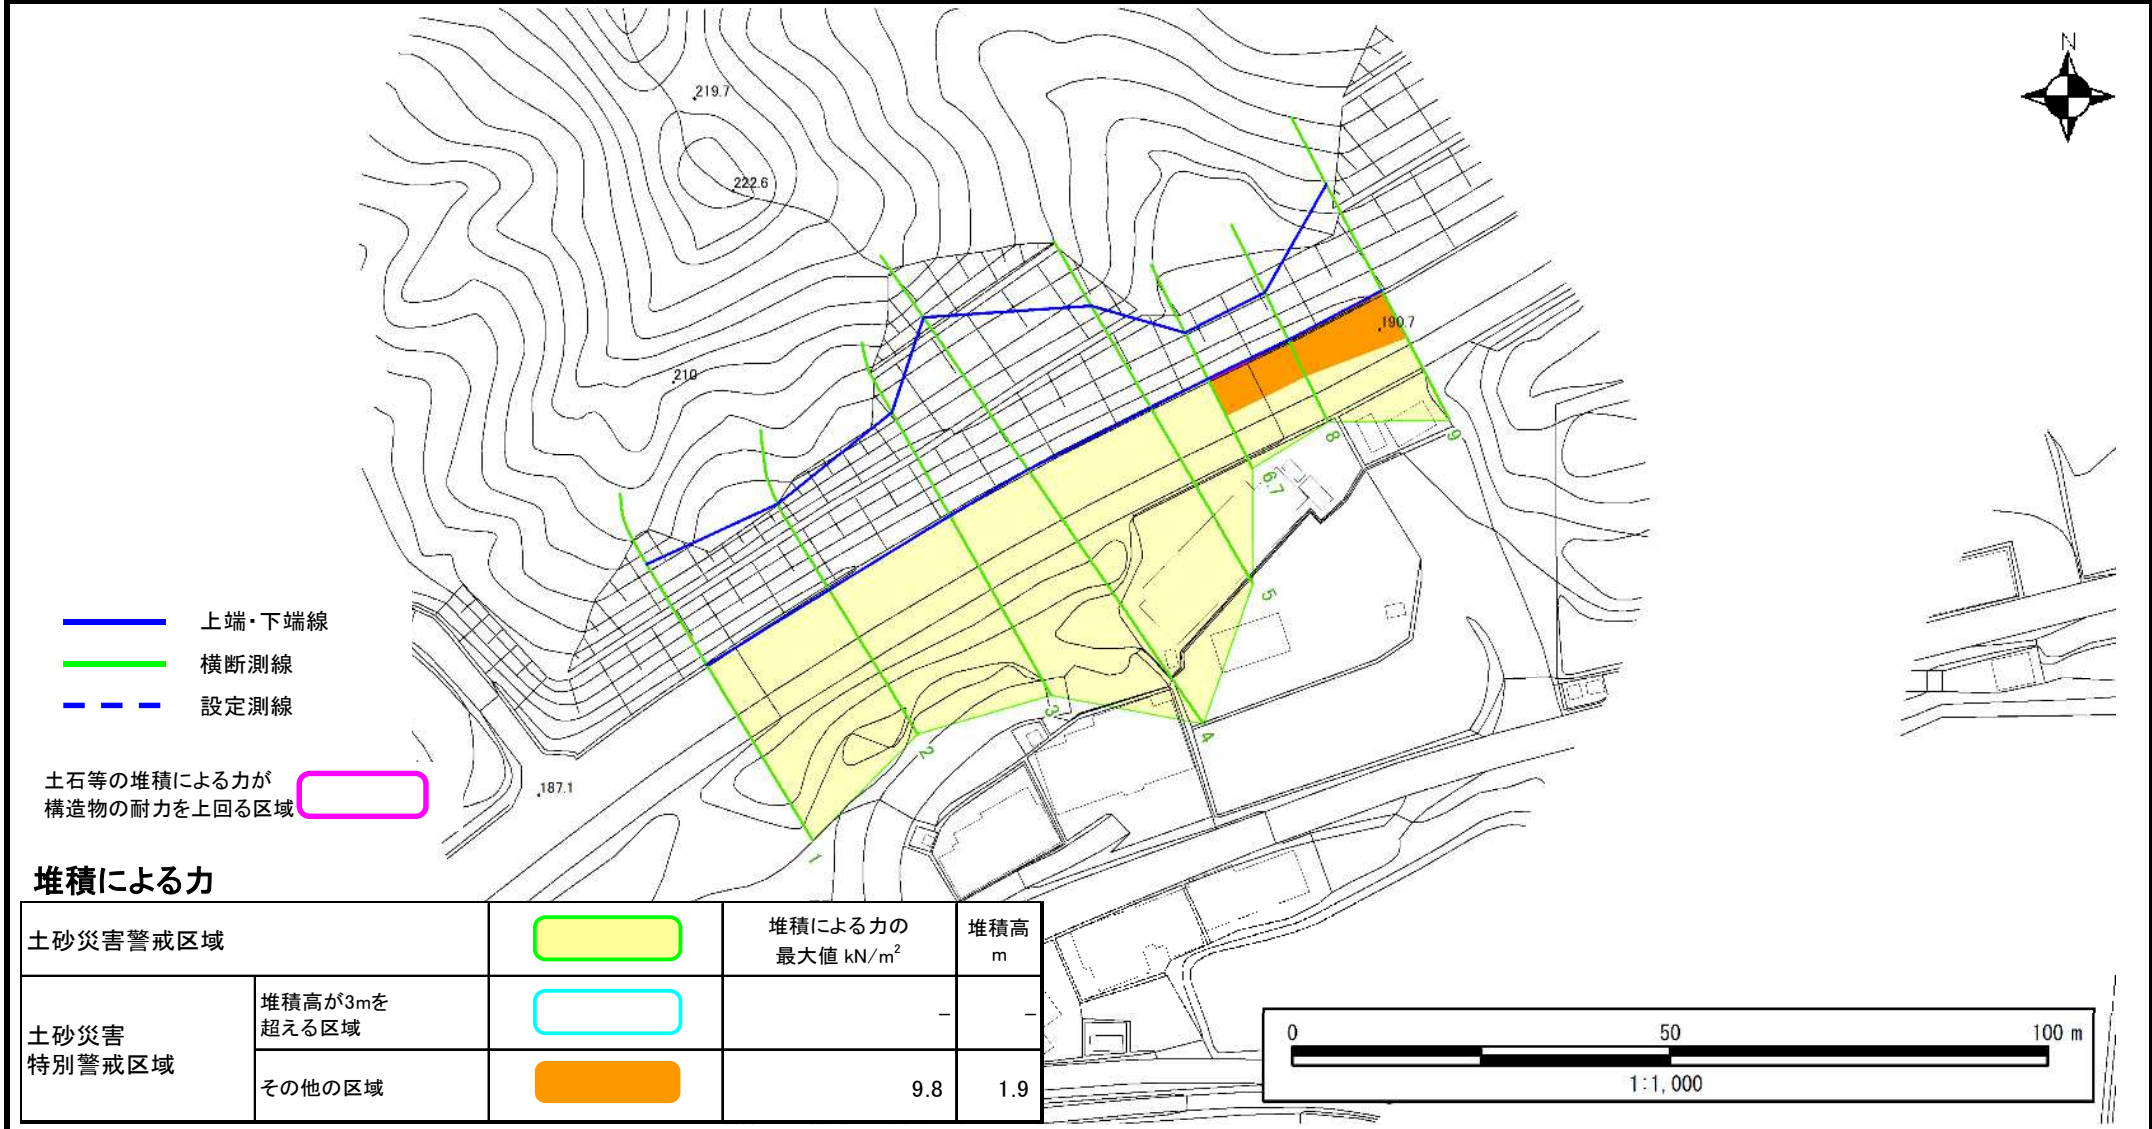 N
219.7
222.6
190.7
210
187.1
1
2
3
4
5
6.7
8
9
上端・下端線
横断測線
設定測線
土石等の堆積による力が
構造物の耐力を上回る区域
堆積による力
土砂災害警戒区域
堆積による力の
最大値 kN/m²
堆積高
m
土砂災害
特別警戒区域
堆積高が3mを
超える区域
－
－
その他の区域
9.8
1.9
0
50
100 m
1:1,000